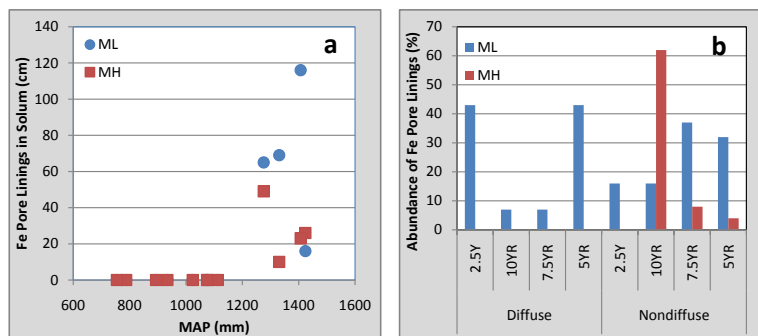 a
ML
MH
Fe Pore Linings in Solum (cm)
140
120
100
80
60
40
20
0
600 800 1000 1200 1400 1600
MAP (mm)
b
ML
MH
Abundance of Fe Pore Linings (%)
70
60
50
40
30
20
10
0
2.5Y 10YR 7.5YR 5YR 2.5Y 10YR 7.5YR 5YR
Diffuse Nondiffuse